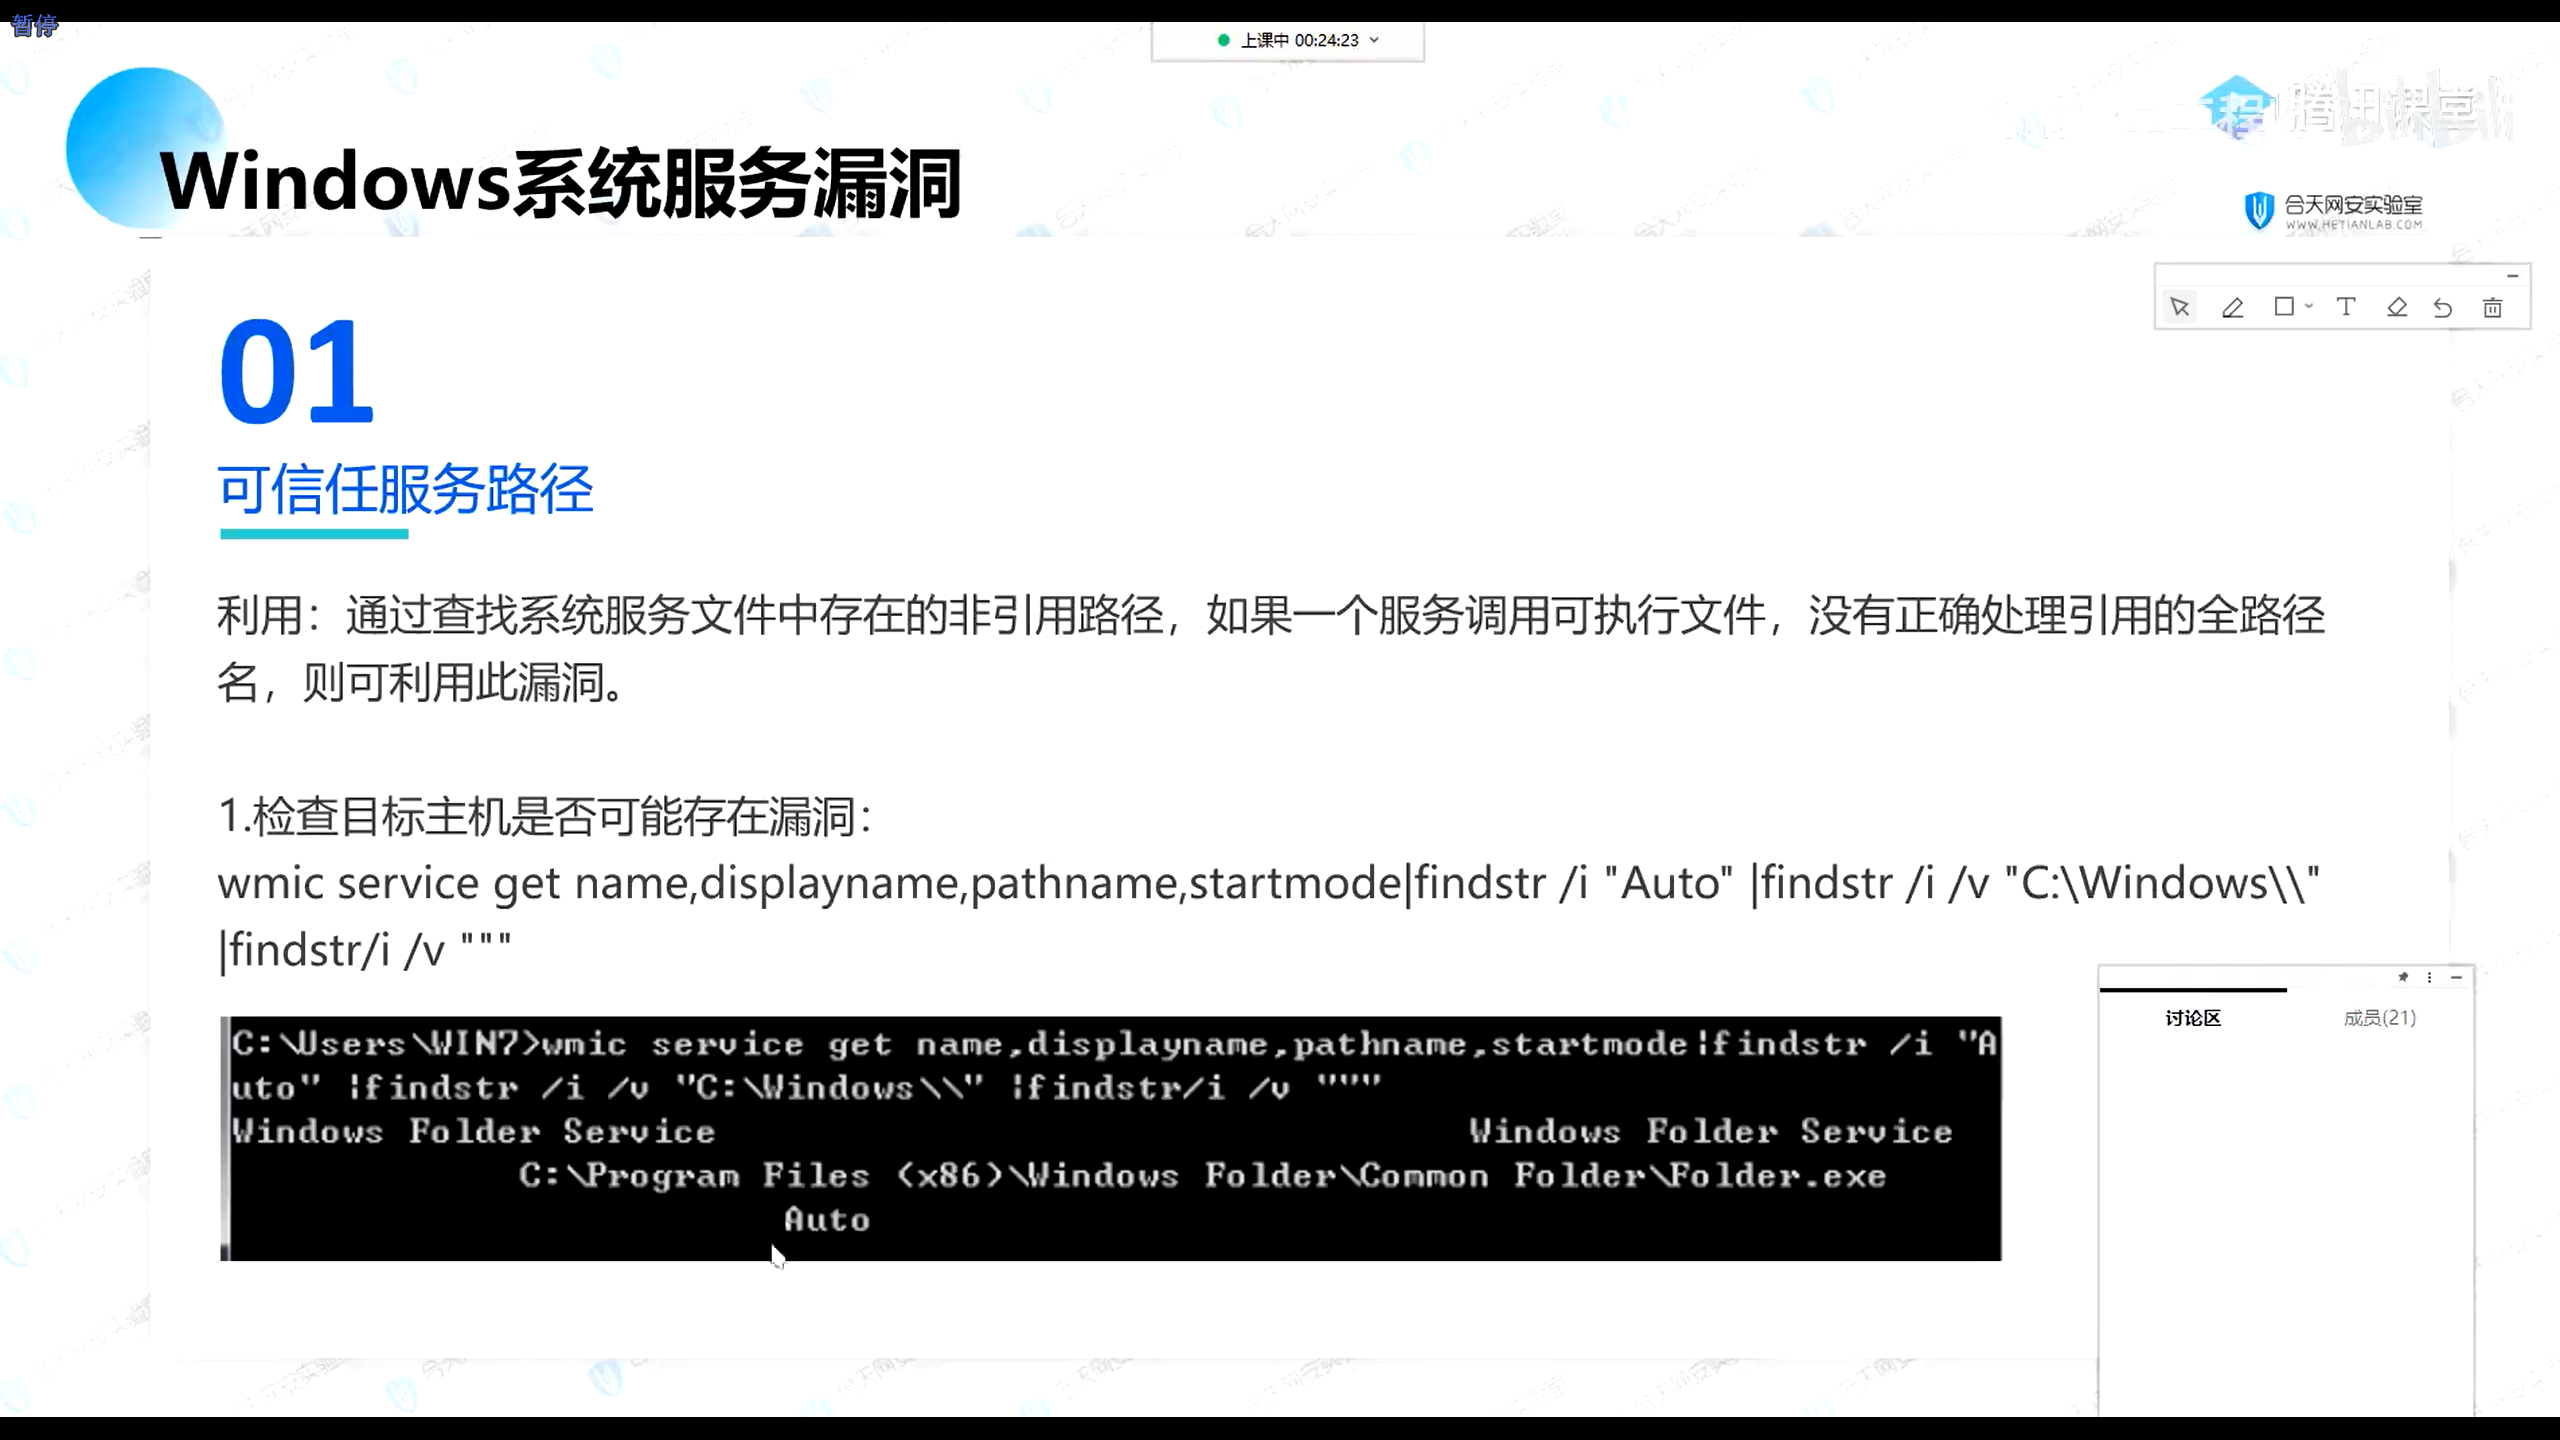 暂停
上课中 00:24:23
腾讯课堂
Windows系统服务漏洞
合天网安实验室
WWW.HETIANLAB.COM
01
可信任服务路径
利用：通过查找系统服务文件中存在的非引用路径，如果一个服务调用可执行文件，没有正确处理引用的全路径
名，则可利用此漏洞。
1.检查目标主机是否可能存在漏洞：
wmic service get name,displayname,pathname,startmode|findstr /i "Auto" |findstr /i /v "C:\Windows\\"
|findstr/i /v """
C:\Users\WIN7>wmic service get name,displayname,pathname,startmode|findstr /i "A
uto" |findstr /i /v "C:\Windows\\" |findstr/i /v """
Windows Folder Service Windows Folder Service
C:\Program Files (x86)\Windows Folder\Common Folder\Folder.exe
Auto
讨论区 成员(21)